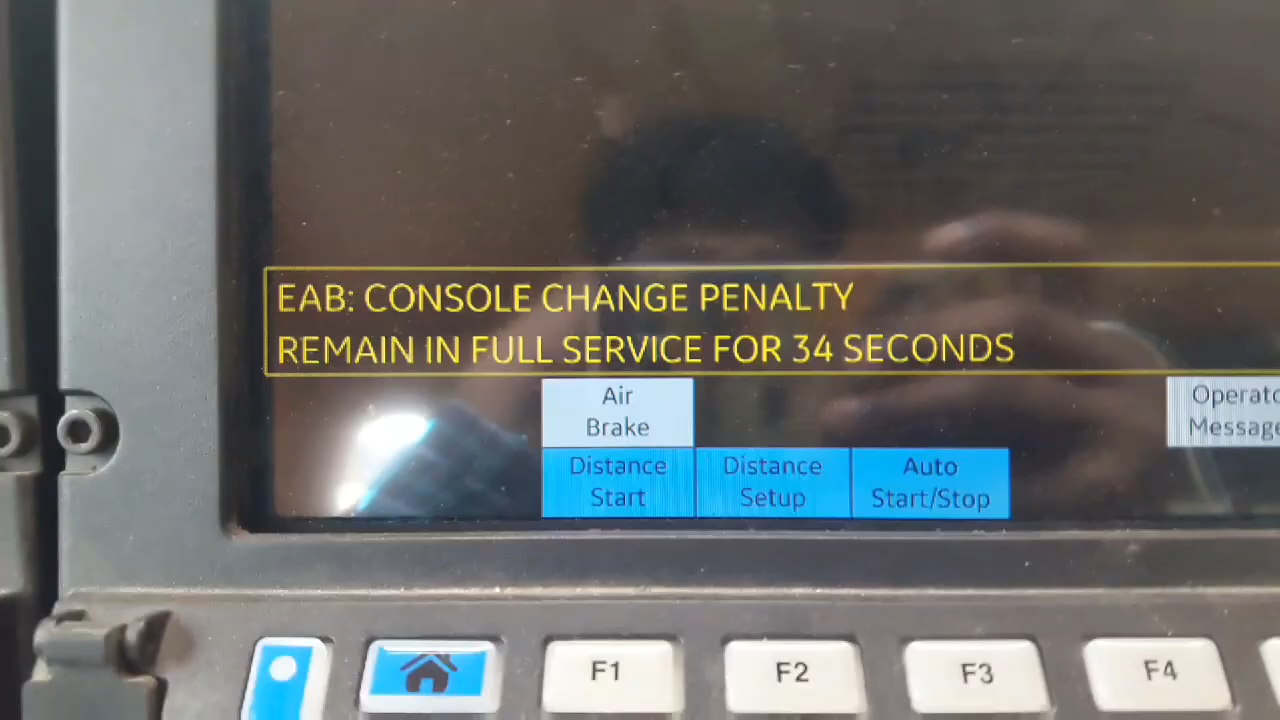 EAB: CONSOLE CHANGE PENALTY
REMAIN IN FULL SERVICE FOR 34 SECONDS
Air
Brake
Distance
Start
Distance
Setup
Auto
Start/Stop
F1
F2
F3
F4